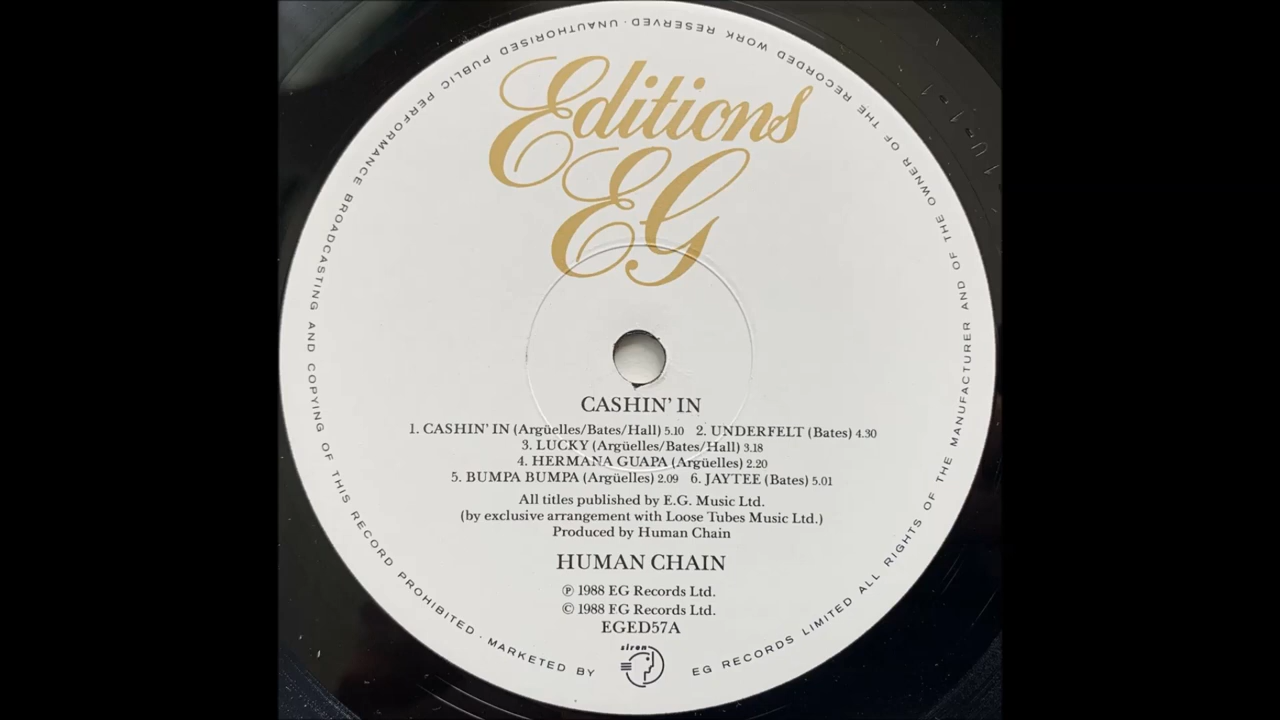 Editions
EG
CASHIN' IN
1. CASHIN' IN (Argüelles/Bates/Hall) 5.10 2. UNDERFELT (Bates) 4.30
3. LUCKY (Argüelles/Bates/Hall) 3.18
4. HERMANA GUAPA (Argüelles) 2.20
5. BUMPA BUMPA (Argüelles) 2.09 6. JAYTEE (Bates) 5.01
All titles published by E.G. Music Ltd.
(by exclusive arrangement with Loose Tubes Music Ltd.)
Produced by Human Chain
HUMAN CHAIN
℗ 1988 EG Records Ltd.
© 1988 EG Records Ltd.
EGED57A
siren
EG RECORDS LIMITED ALL RIGHTS OF THE MANUFACTURER AND OF THE OWNER OF THE RECORDED WORK RESERVED · UNAUTHORISED PUBLIC PERFORMANCE BROADCASTING AND COPYING OF THIS RECORD PROHIBITED · MARKETED BY